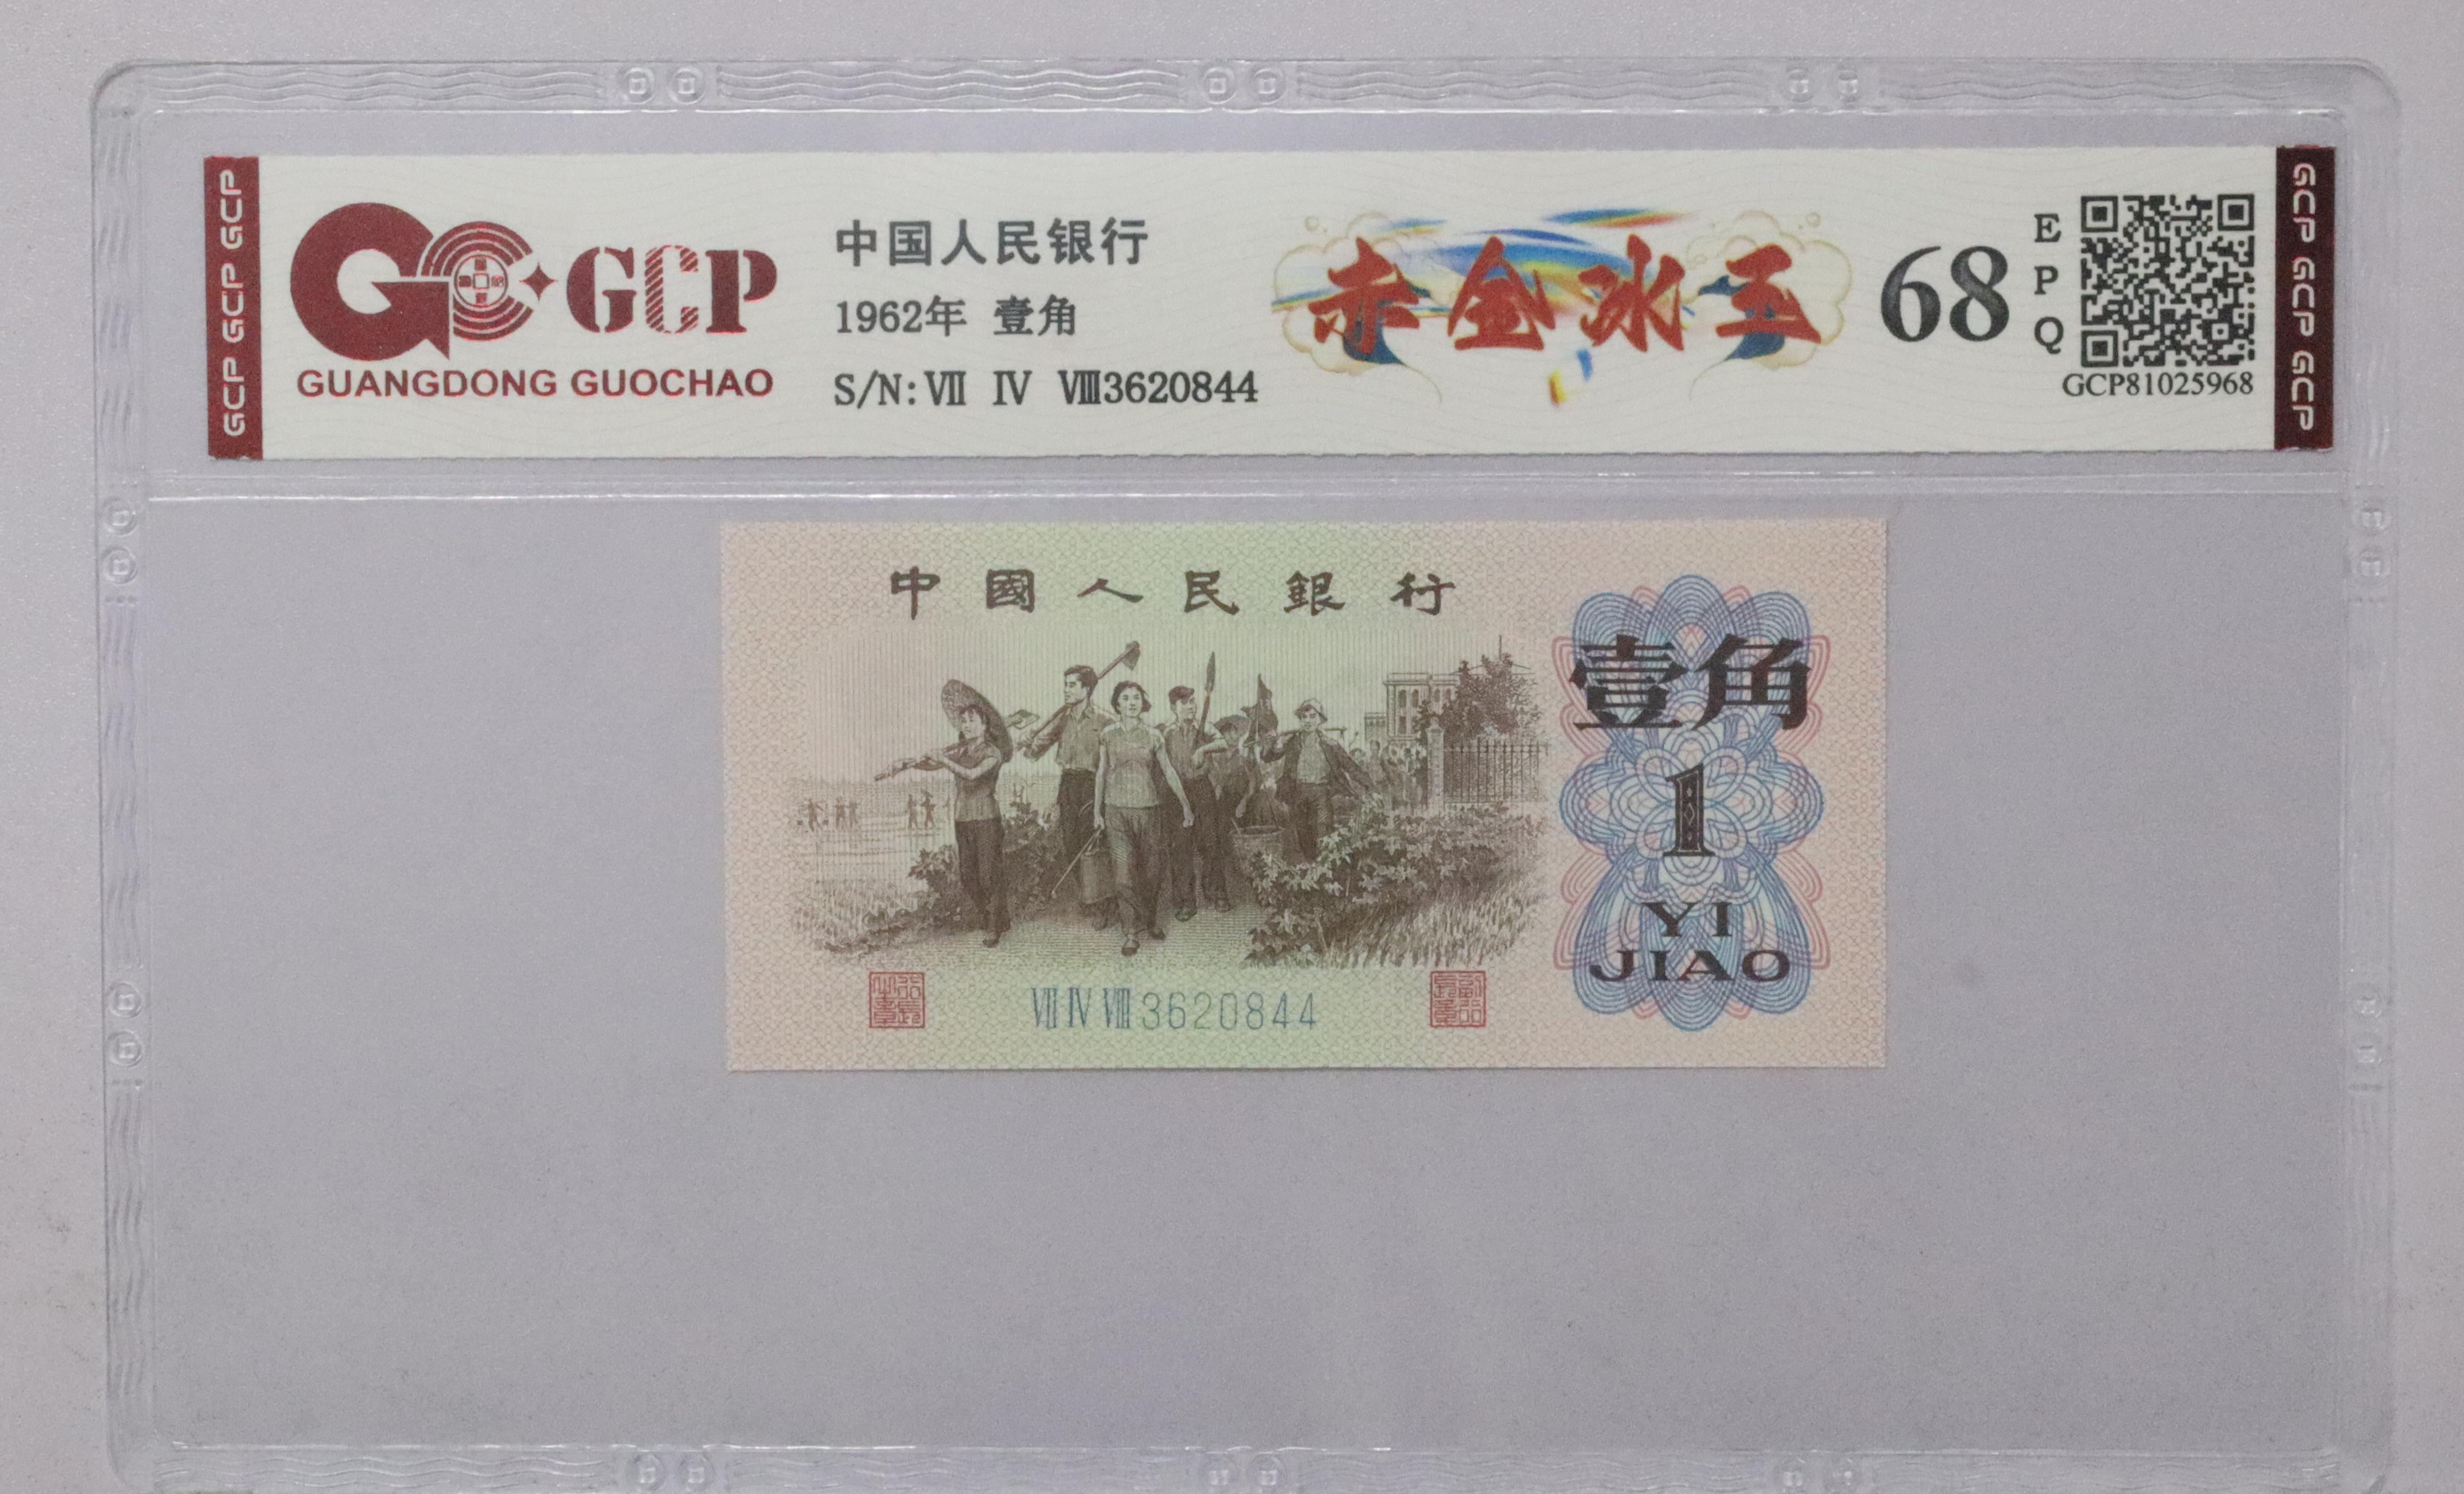 GCP GCP GCP
GCP
GUANGDONG GUOCHAO
中国人民银行
1962年 壹角
S/N: Ⅶ Ⅳ Ⅷ3620844
赤金冰玉
68
EPQ
GCP81025968
GCP GCP GCP
中國人民銀行
壹角
1
YI
JIAO
Ⅶ Ⅳ Ⅷ 3620844